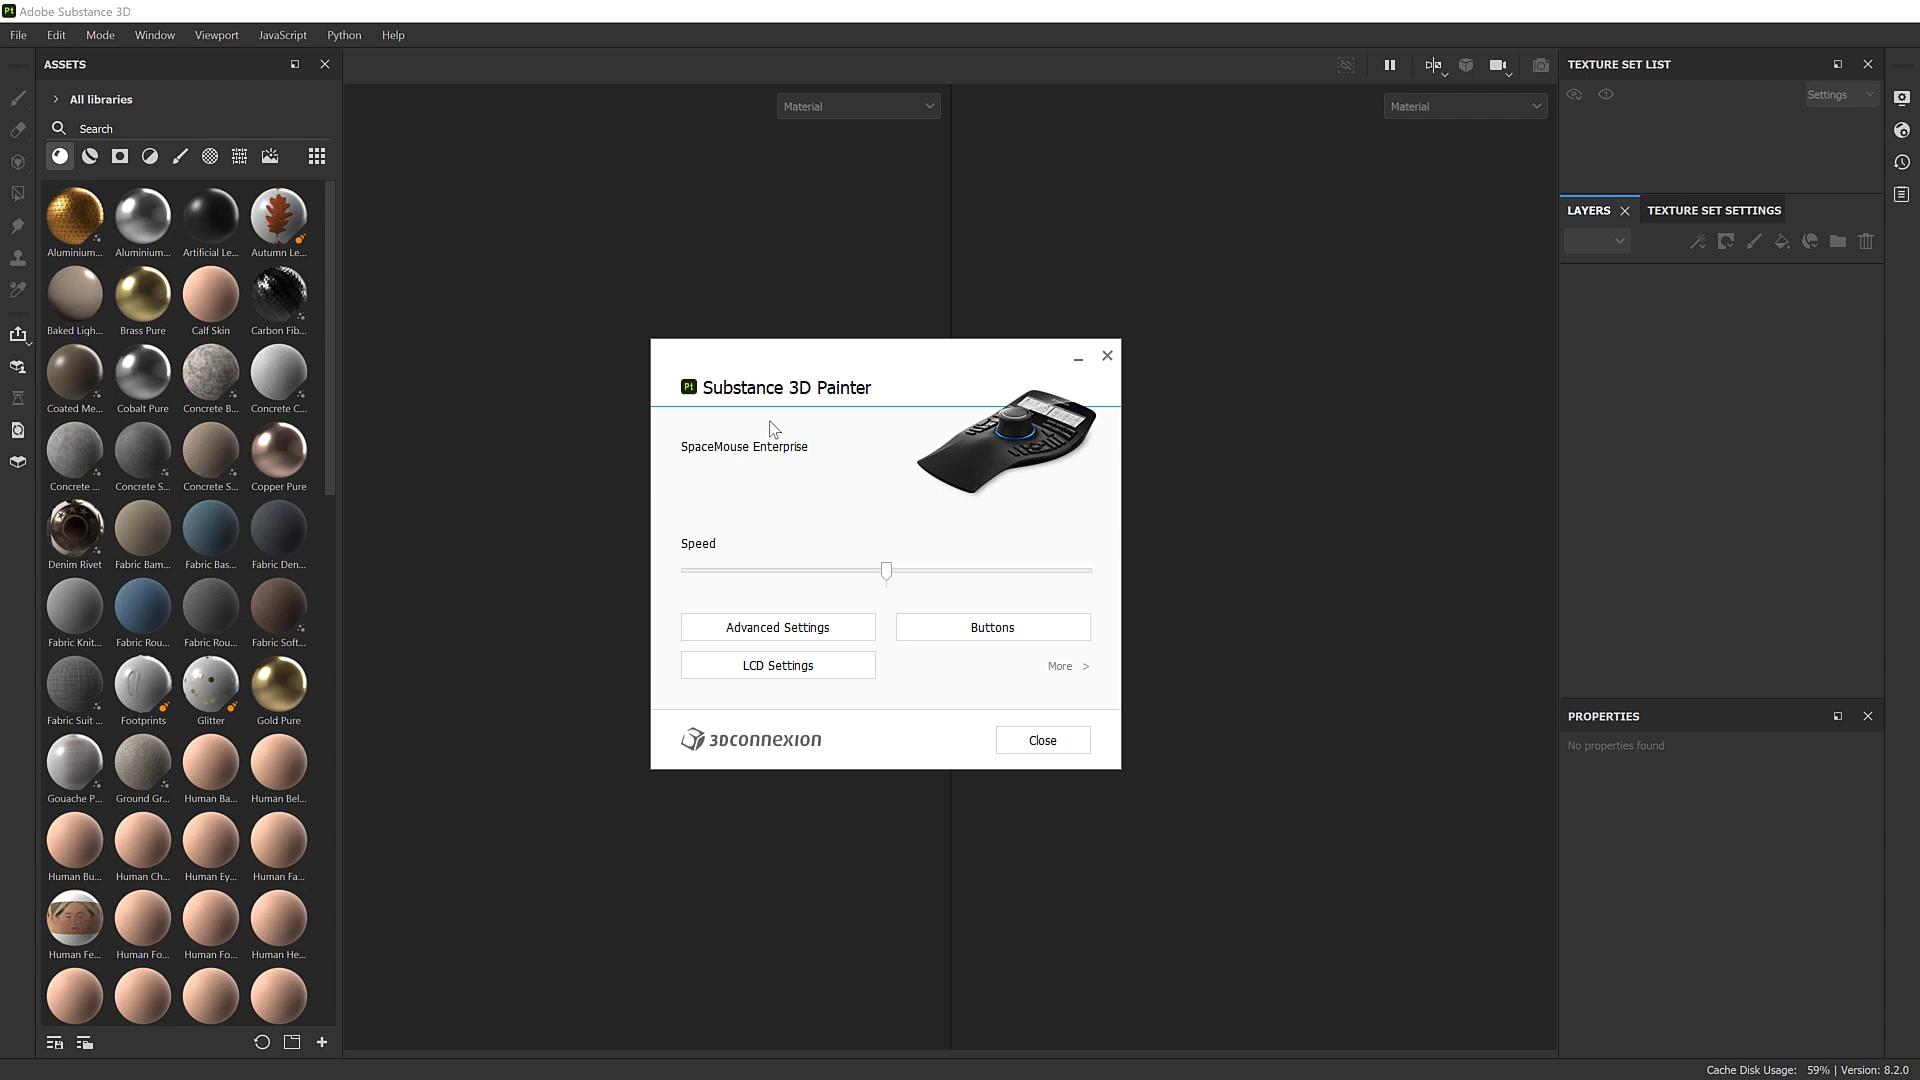 Adobe Substance 3D
File Edit Mode Window Viewport JavaScript Python Help
ASSETS
All libraries
Search
Aluminium... Aluminium... Artificial Le... Autumn Le...
Baked Ligh... Brass Pure Calf Skin Carbon Fib...
Coated Me... Cobalt Pure Concrete B... Concrete C...
Concrete ... Concrete S... Concrete S... Copper Pure
Denim Rivet Fabric Bam... Fabric Bas... Fabric Den...
Fabric Knit... Fabric Rou... Fabric Rou... Fabric Soft...
Fabric Suit ... Footprints Glitter Gold Pure
Gouache P... Ground Gr... Human Ba... Human Bel...
Human Bu... Human Ch... Human Ey... Human Fa...
Human Fe... Human Fo... Human Fo... Human He...
Material
Material
Pt Substance 3D Painter
SpaceMouse Enterprise
Speed
Advanced Settings
Buttons
LCD Settings
More >
3DCONNEXION
Close
TEXTURE SET LIST
Settings
LAYERS
TEXTURE SET SETTINGS
PROPERTIES
No properties found
Cache Disk Usage: 59% | Version: 8.2.0